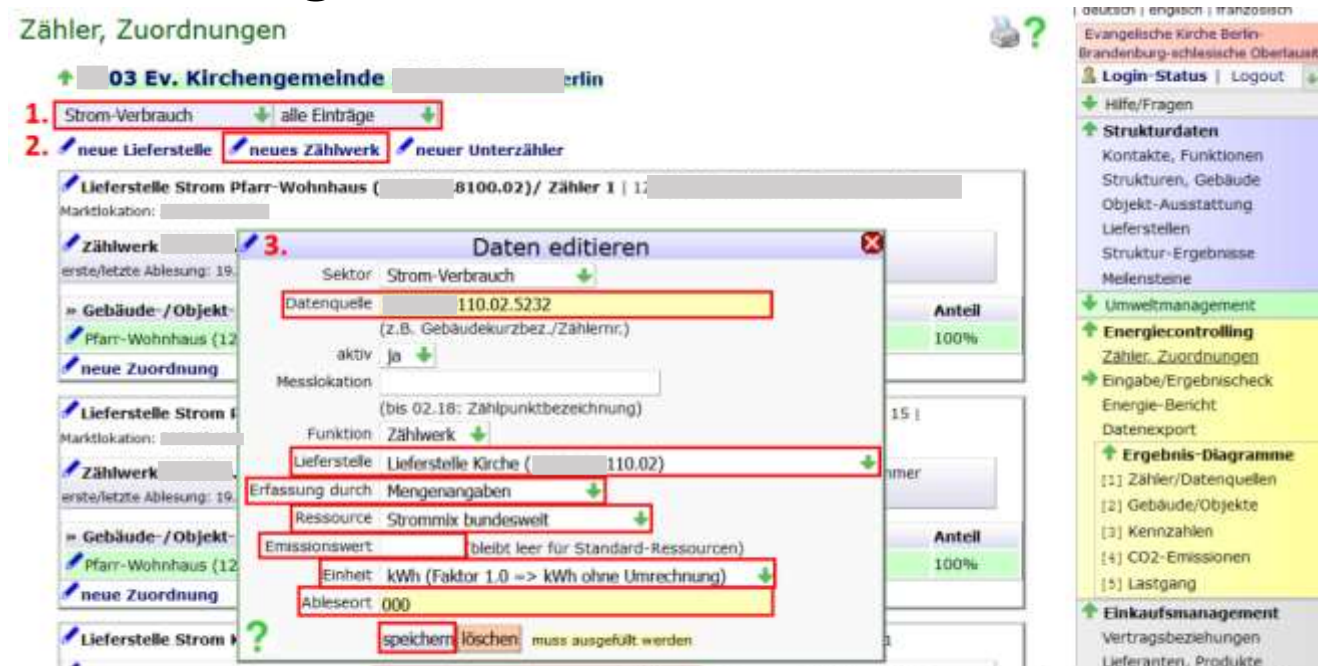 Zähler, Zuordnungen
?
03 Ev. Kirchengemeinde erlin
1. Strom-Verbrauch alle Einträge
2. neue Lieferstelle neues Zählwerk neuer Unterzähler
Lieferstelle Strom Pfarr-Wohnhaus ( 8100.02)/ Zähler 1 | 12
Marktlokation:
Zählwerk
erste/letzte Ablesung: 19.
» Gebäude-/Objekt- Anteil
Pfarr-Wohnhaus (12 100%
neue Zuordnung
Lieferstelle Strom 15 |
Marktlokation:
Zählwerk nmer
erste/letzte Ablesung: 19.
» Gebäude-/Objekt- Anteil
Pfarr-Wohnhaus (12 100%
neue Zuordnung
Lieferstelle Strom
3. Daten editieren
Sektor Strom-Verbrauch
Datenquelle 110.02.5232
(z.B. Gebäudekurzbez./Zählernr.)
aktiv ja
Messlokation
(bis 02.18: Zählpunktbezeichnung)
Funktion Zählwerk
Lieferstelle Lieferstelle Kirche ( 110.02)
Erfassung durch Mengenangaben
Ressource Strommix bundesweit
Emissionswert (bleibt leer für Standard-Ressourcen)
Einheit kWh (Faktor 1.0 => kWh ohne Umrechnung)
Ableseort 000
? speichern löschen muss ausgefüllt werden
| deutsch | englisch | französisch
Evangelische Kirche Berlin-
Brandenburg-schlesische Oberlausit
Login-Status | Logout
Hilfe/Fragen
Strukturdaten
Kontakte, Funktionen
Strukturen, Gebäude
Objekt-Ausstattung
Lieferstellen
Struktur-Ergebnisse
Meilensteine
Umweltmanagement
Energiecontrolling
Zähler, Zuordnungen
Eingabe/Ergebnischeck
Energie-Bericht
Datenexport
Ergebnis-Diagramme
[1] Zähler/Datenquellen
[2] Gebäude/Objekte
[3] Kennzahlen
[4] CO2-Emissionen
[5] Lastgang
Einkaufsmanagement
Vertragsbeziehungen
Lieferanten, Produkte